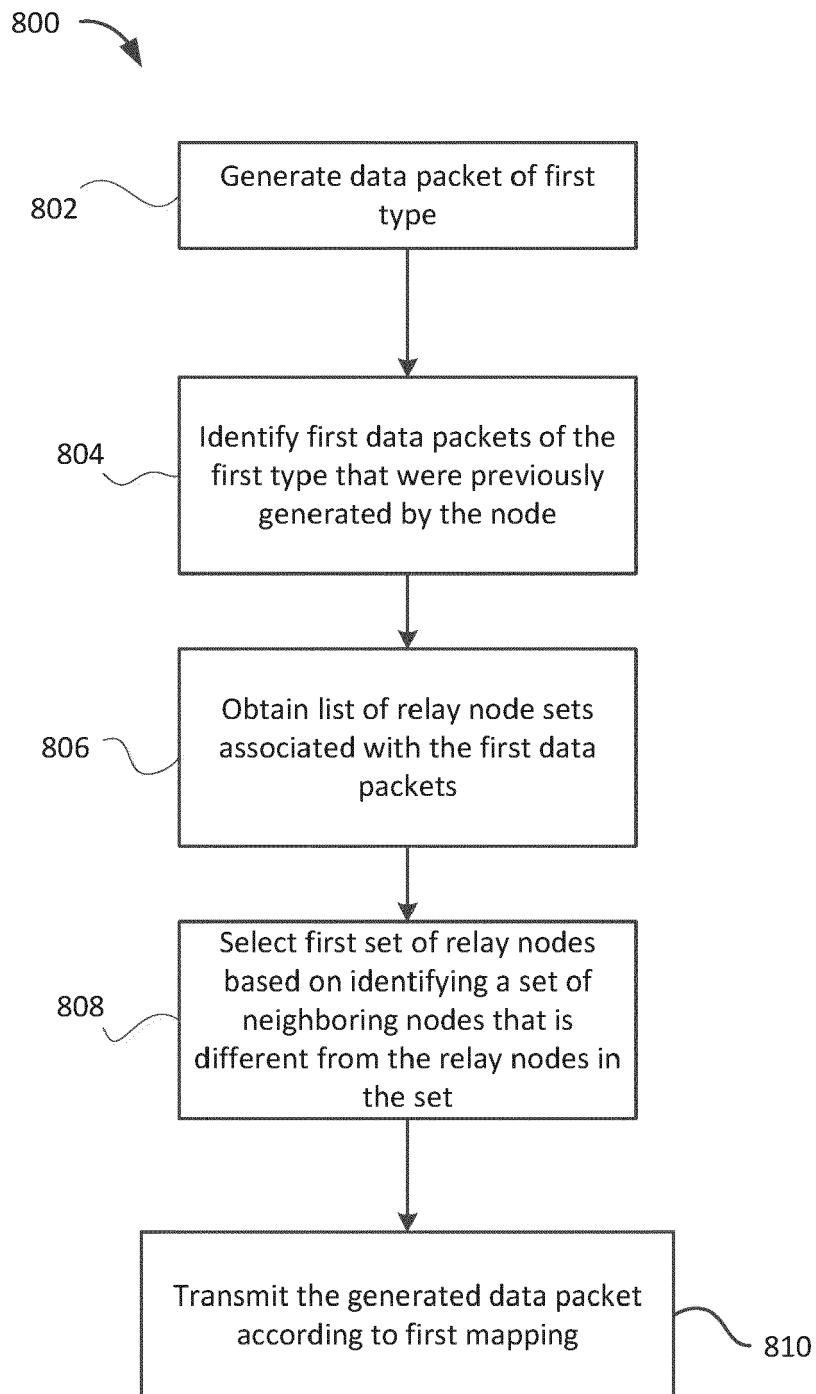 800
802
Generate data packet of first
type
804
Identify first data packets of the
first type that were previously
generated by the node
806
Obtain list of relay node sets
associated with the first data
packets
808
Select first set of relay nodes
based on identifying a set of
neighboring nodes that is
different from the relay nodes in
the set
Transmit the generated data packet
according to first mapping
810